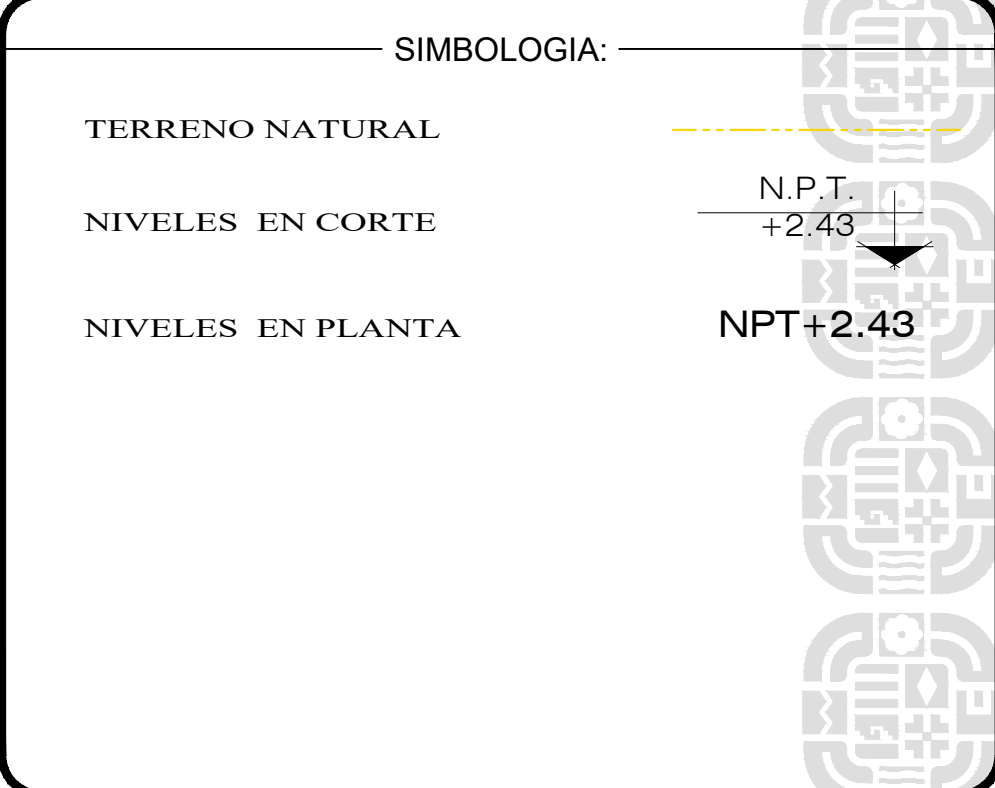 SIMBOLOGIA:
TERRENO NATURAL
N.P.T.
NIVELES EN CORTE
+2.43
NIVELES EN PLANTA NPT+2.43